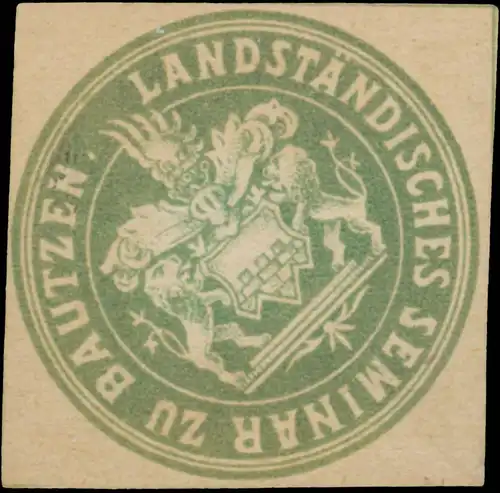 LANDSTÄNDISCHES SEMINAR ZU BAUTZEN.